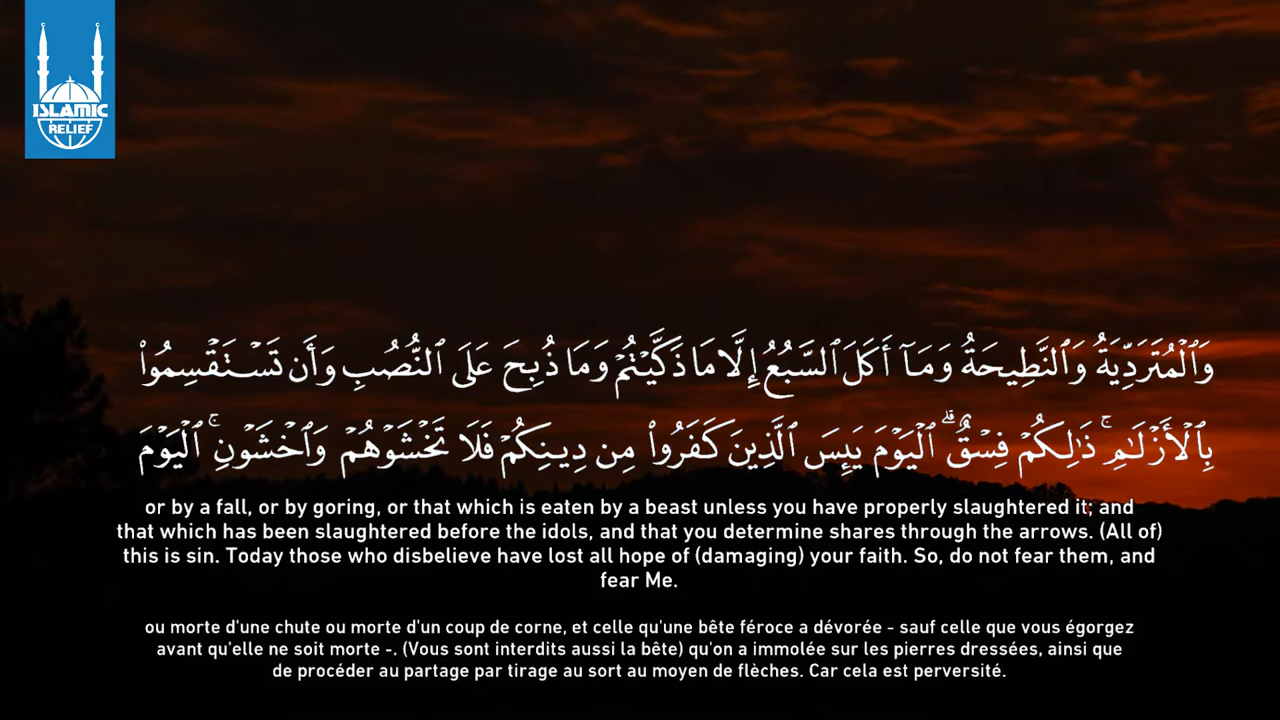 ISLAMIC
RELIEF
وَٱلْمُتَرَدِّيَةُ وَٱلنَّطِيحَةُ وَمَآ أَكَلَ ٱلسَّبُعُ إِلَّا مَا ذَكَّيْتُمْ وَمَا ذُبِحَ عَلَى ٱلنُّصُبِ وَأَن تَسْتَقْسِمُوا۟
بِٱلْأَزْلَـٰمِ ۚ ذَٰلِكُمْ فِسْقٌ ۗ ٱلْيَوْمَ يَئِسَ ٱلَّذِينَ كَفَرُوا۟ مِن دِينِكُمْ فَلَا تَخْشَوْهُمْ وَٱخْشَوْنِ ۚ ٱلْيَوْمَ
or by a fall, or by goring, or that which is eaten by a beast unless you have properly slaughtered it; and
that which has been slaughtered before the idols, and that you determine shares through the arrows. (All of)
this is sin. Today those who disbelieve have lost all hope of (damaging) your faith. So, do not fear them, and
fear Me.
ou morte d'une chute ou morte d'un coup de corne, et celle qu'une bête féroce a dévorée - sauf celle que vous égorgez
avant qu'elle ne soit morte -. (Vous sont interdits aussi la bête) qu'on a immolée sur les pierres dressées, ainsi que
de procéder au partage par tirage au sort au moyen de flèches. Car cela est perversité.